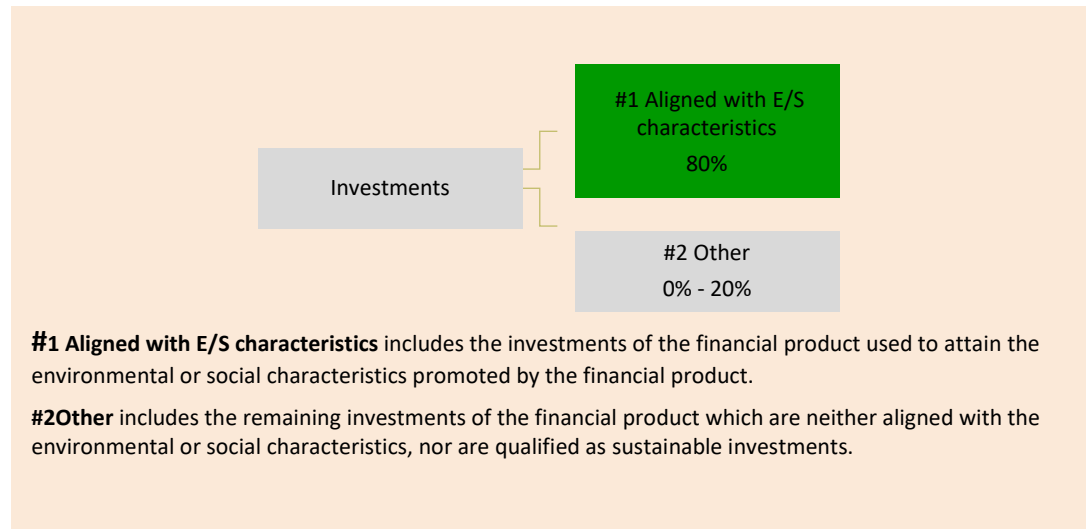 #1 Aligned with E/S
characteristics
80%
Investments
#2 Other
0% - 20%
#1 Aligned with E/S characteristics includes the investments of the financial product used to attain the
environmental or social characteristics promoted by the financial product.
#2Other includes the remaining investments of the financial product which are neither aligned with the
environmental or social characteristics, nor are qualified as sustainable investments.